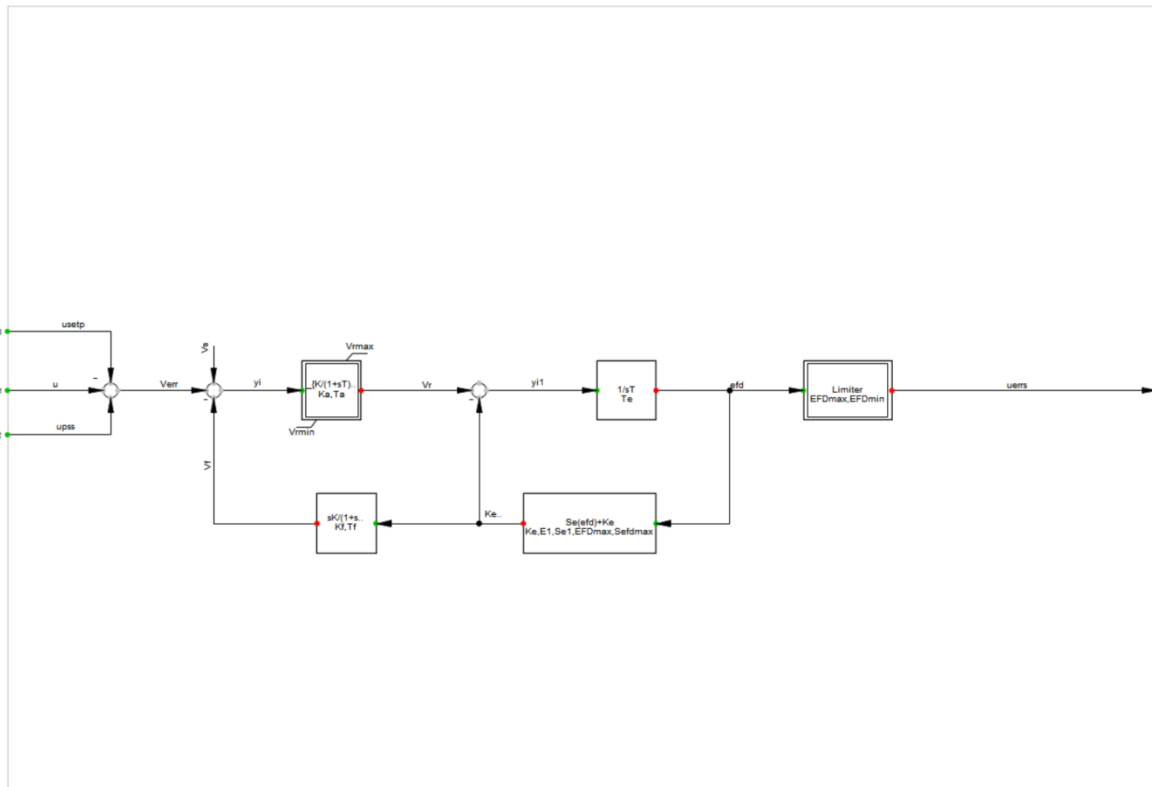 usetp
u
upss
Verr
Vs
yi
Vrmax
{K/(1+sT)..
Ka,Ta
Vrmin
Vr
yi1
1/sT
Te
efd
Limiter
EFDmax,EFDmin
uerrs
Vf
sK/(1+s..
Kf,Tf
Ke..
Se(efd)+Ke
Ke,E1,Se1,EFDmax,Sefdmax